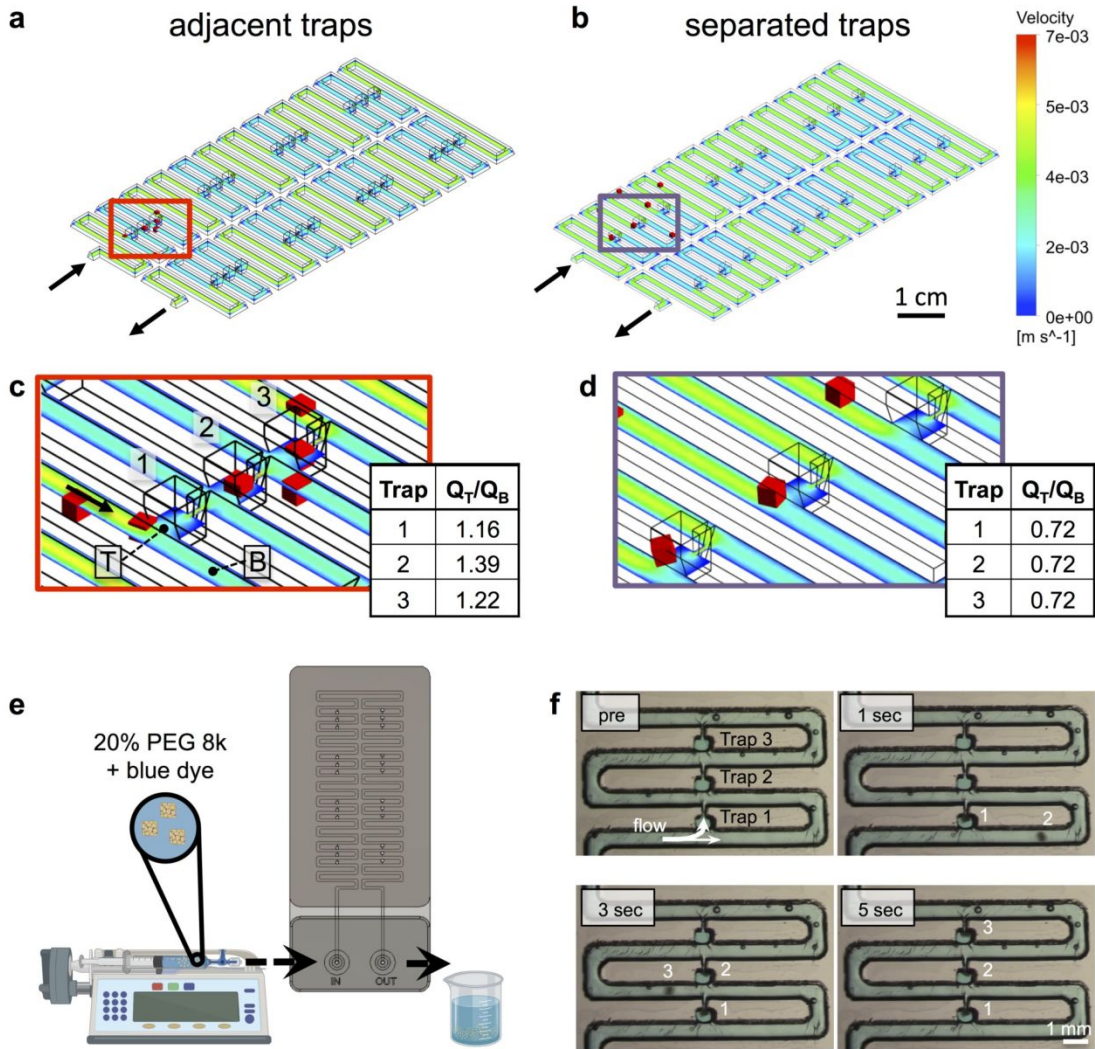 a
adjacent traps
b
separated traps
Velocity
7e-03
5e-03
4e-03
2e-03
0e+00
[m s^-1]
1 cm
c
1
2
3
T
B
Trap Q_T/Q_B
1 1.16
2 1.39
3 1.22
d
Trap Q_T/Q_B
1 0.72
2 0.72
3 0.72
e
20% PEG 8k
+ blue dye
IN OUT
f
pre
Trap 3
Trap 2
Trap 1
flow
1 sec
1
2
3 sec
3
2
1
5 sec
3
2
1
1 mm